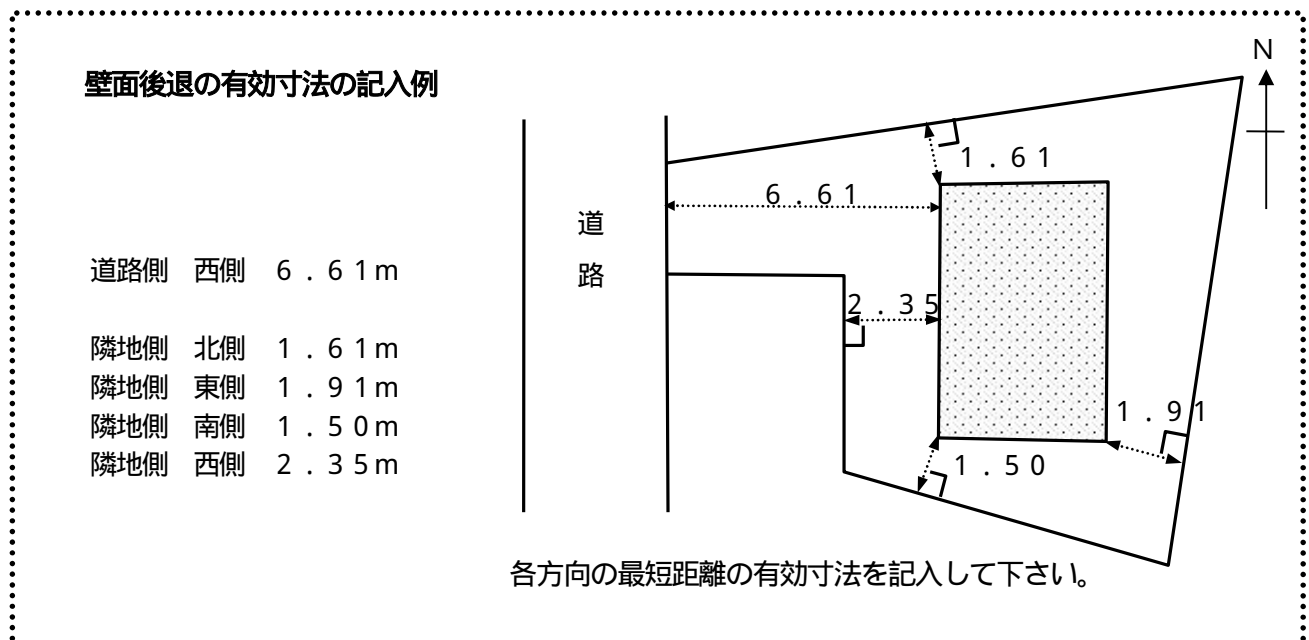 壁面後退の有効寸法の記入例
N
道路
道路側　西側　6.61m
隣地側　北側　1.61m
隣地側　東側　1.91m
隣地側　南側　1.50m
隣地側　西側　2.35m
1.61
6.61
2.35
1.91
1.50
各方向の最短距離の有効寸法を記入して下さい。